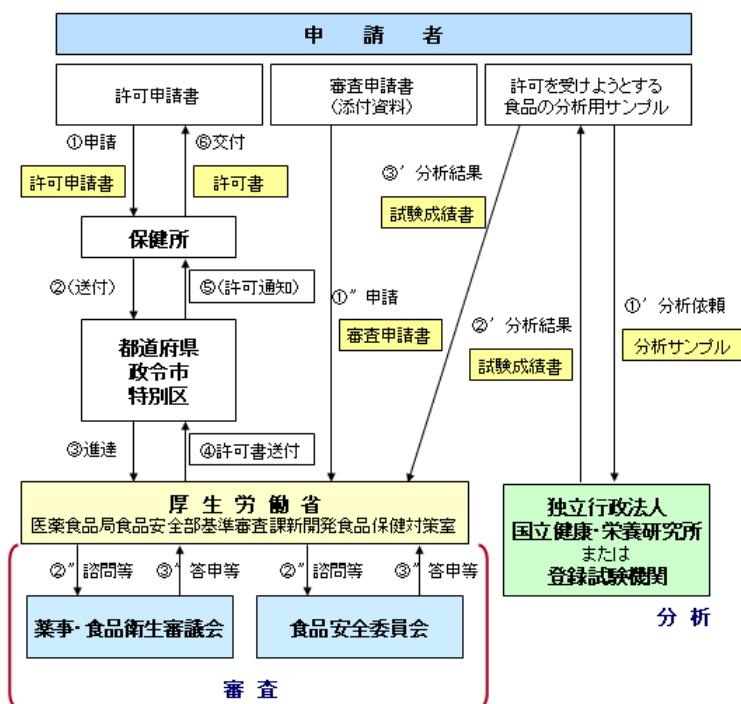 申 請 者
許可申請書
審査申請書
(添付資料)
許可を受けようとする
食品の分析用サンプル
①申請
⑥交付
許可申請書
許可書
③’ 分析結果
試験成績書
保健所
②(送付)
⑤(許可通知)
①” 申請
審査申請書
②’ 分析結果
試験成績書
①’ 分析依頼
分析サンプル
都道府県
政令市
特別区
③進達
④許可書送付
厚 生 労 働 省
医薬食品局食品安全部基準審査課新開発食品保健対策室
独立行政法人
国立健康・栄養研究所
または
登録試験機関
②” 諮問等
③” 答申等
②” 諮問等
③” 答申等
薬事・食品衛生審議会
食品安全委員会
分 析
審 査